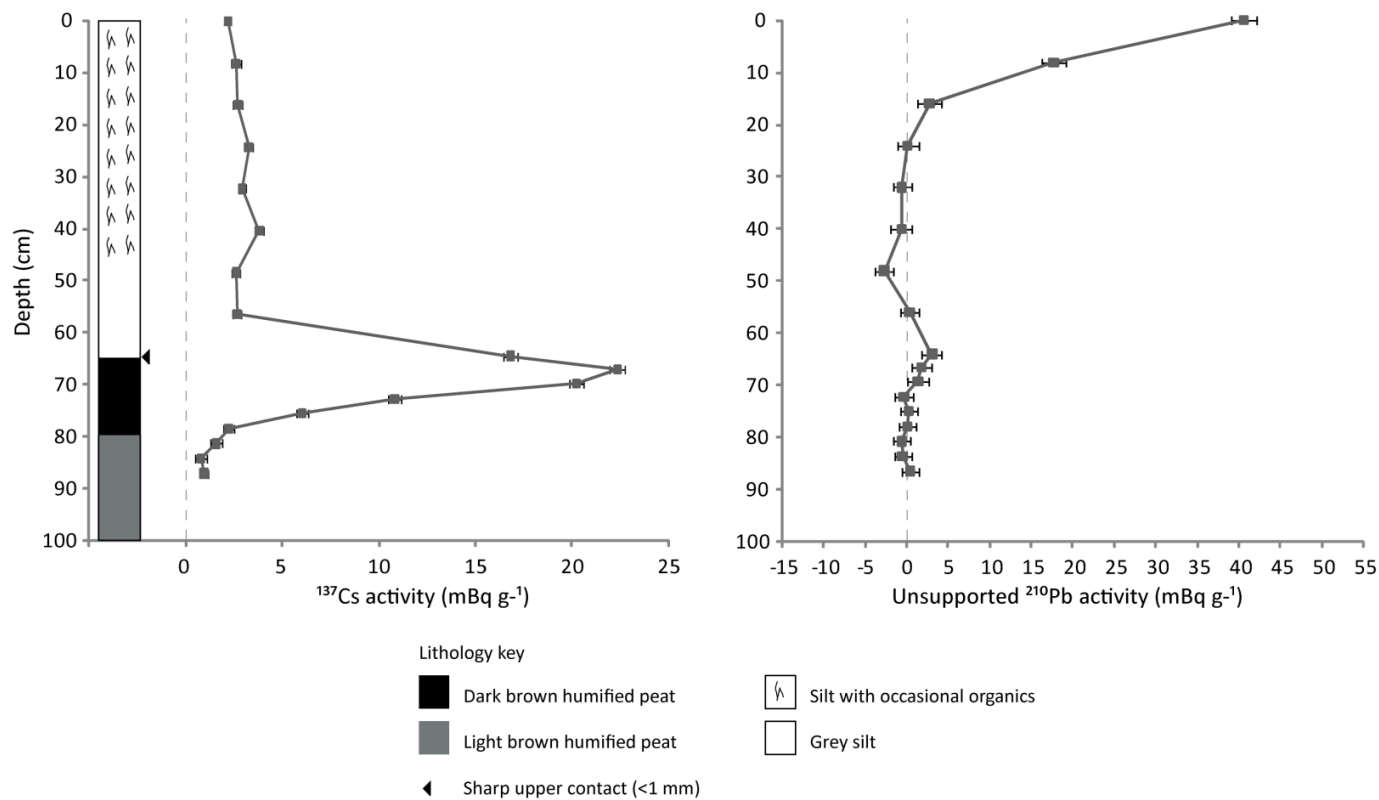 0
10
20
30
40
50
60
70
80
90
100
Depth (cm)
0 5 10 15 20 25
¹³⁷Cs activity (mBq g-¹)
0
10
20
30
40
50
60
70
80
90
100
-15 -10 -5 0 5 10 15 20 25 30 35 40 45 50 55
Unsupported ²¹⁰Pb activity (mBq g-¹)
Lithology key
Dark brown humified peat
Light brown humified peat
Sharp upper contact (<1 mm)
Silt with occasional organics
Grey silt